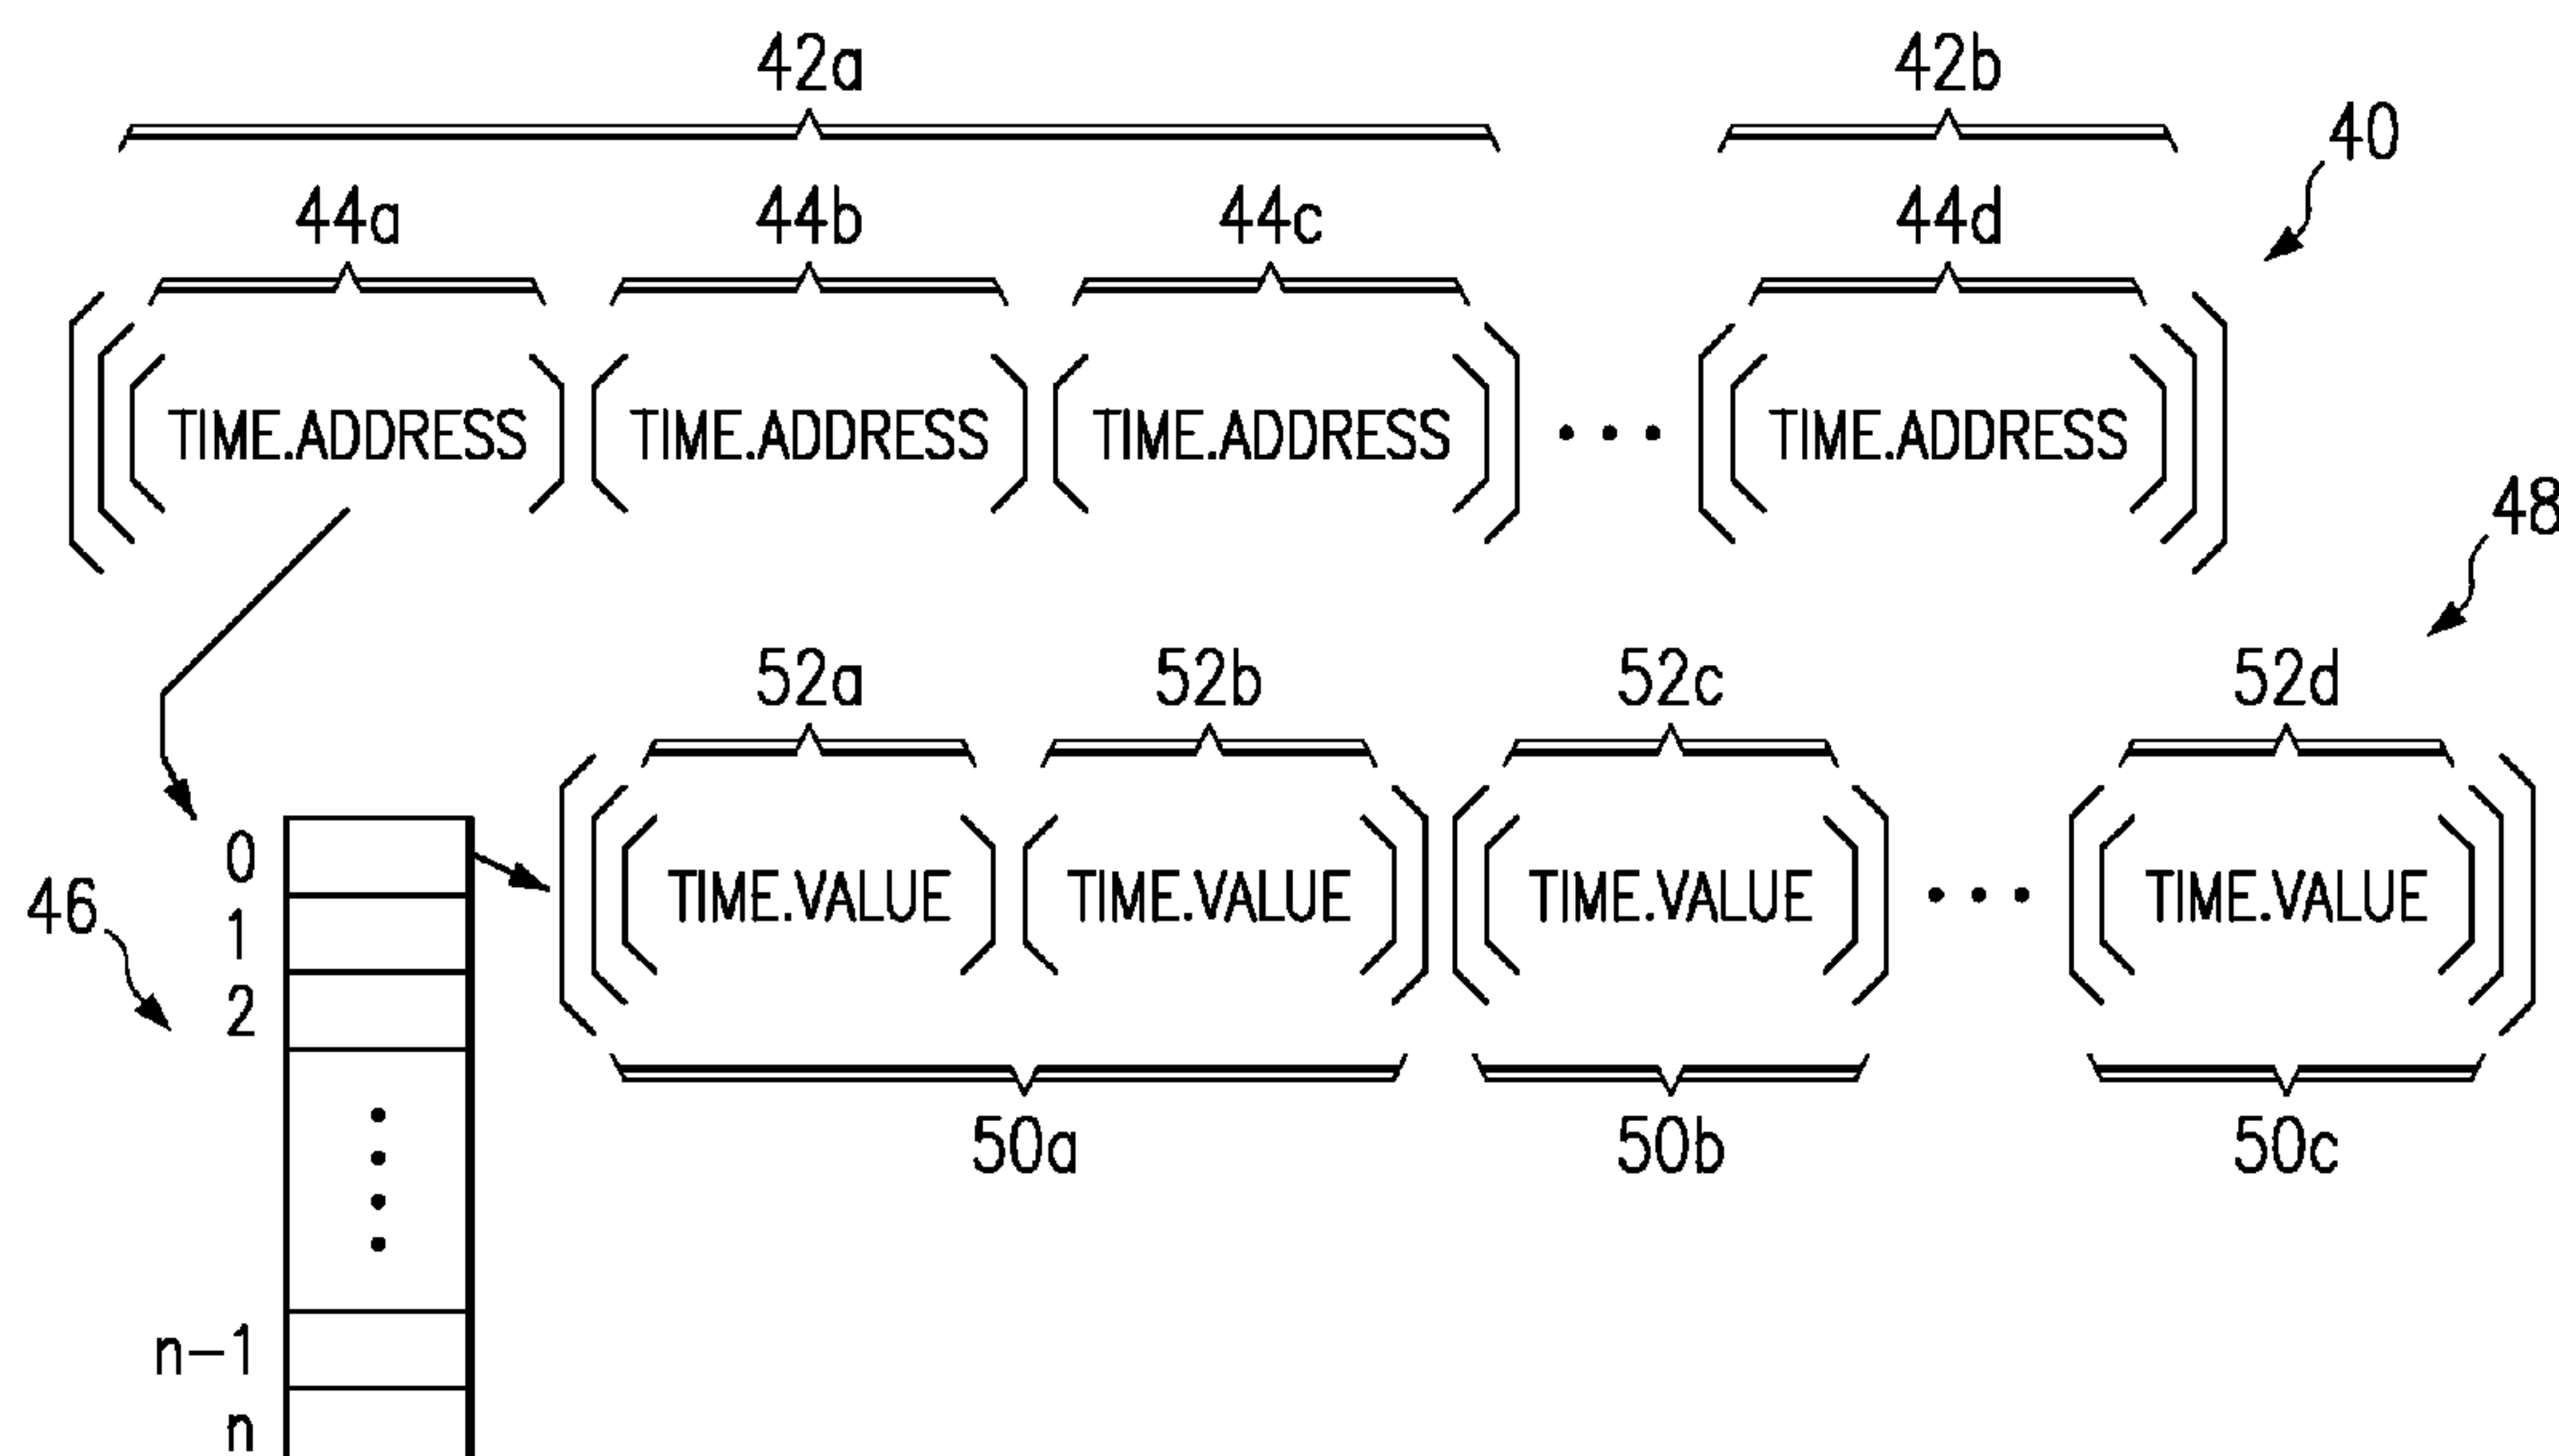 42a 42b
40
44a 44b 44c 44d
TIME.ADDRESS TIME.ADDRESS TIME.ADDRESS • • • TIME.ADDRESS
48
52a 52b 52c 52d
0
TIME.VALUE TIME.VALUE TIME.VALUE • • • TIME.VALUE
46
1
2
50a 50b 50c
n-1
n